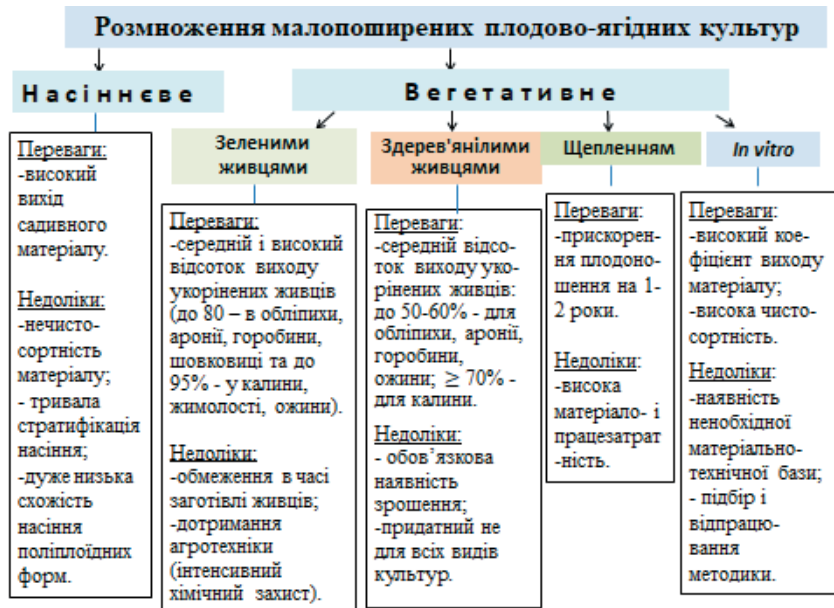 Розмноження малопоширених плодово-ягідних культур
Насіннєве
Вегетативне
Переваги:
-високий
вихід
садивного
матеріалу.
Недоліки:
-нечисто-
сортність
матеріалу;
- тривала
стратифікація
насіння;
-дуже низька
схожість
насіння
поліплоїдних
форм.
Зеленими
живцями
Переваги:
-середній і високий
відсоток виходу
укорінених живців
(до 80 – в обліпихи,
аронії, горобини,
шовковиці та до
95% - у калини,
жимолості, ожини).
Недоліки:
-обмеження в часі
заготівлі живців;
-дотримання
агротехніки
(інтенсивний
хімічний захист).
Здерев'янілими
живцями
Переваги:
-середній відсо-
ток виходу уко-
рінених живців:
до 50-60% - для
обліпихи, аронії,
горобини,
ожини; ≥ 70% -
для калини.
Недоліки:
- обов’язкова
наявність
зрошення;
-придатний не
для всіх видів
культур.
Щепленням
Переваги:
-прискорен-
ня плодоно-
шення на 1-
2 роки.
Недоліки:
-висока
матеріало- і
працезатрат
-ність.
In vitro
Переваги:
-високий кое-
фіцієнт виходу
матеріалу;
-висока чисто-
сортність.
Недоліки:
-наявність
ненобхідної
матеріально-
технічної бази;
- підбір і
відпрацю-
вання
методики.